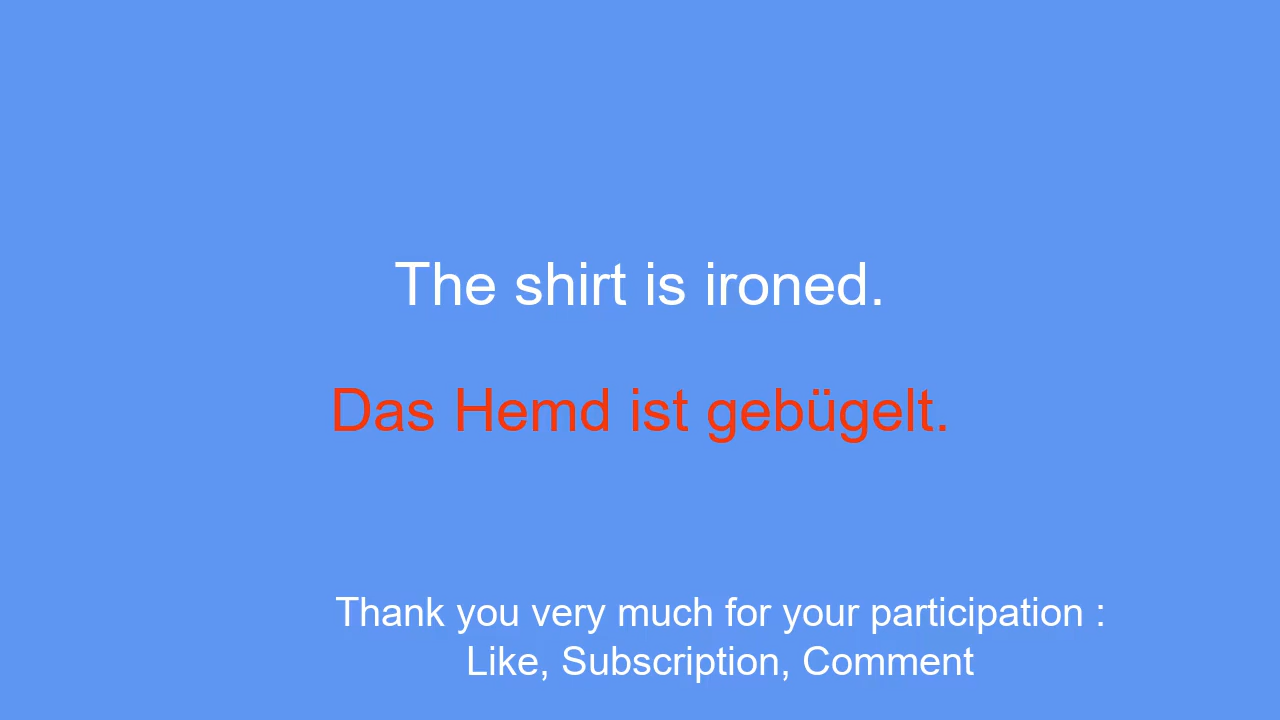 The shirt is ironed.
Das Hemd ist gebügelt.
Thank you very much for your participation :
Like, Subscription, Comment